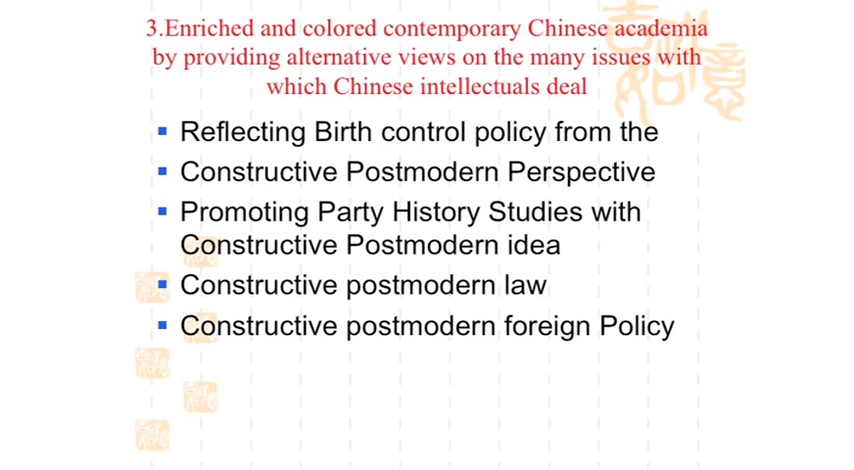 3.Enriched and colored contemporary Chinese academia
by providing alternative views on the many issues with
which Chinese intellectuals deal
Reflecting Birth control policy from the
Constructive Postmodern Perspective
Promoting Party History Studies with
Constructive Postmodern idea
Constructive postmodern law
Constructive postmodern foreign Policy